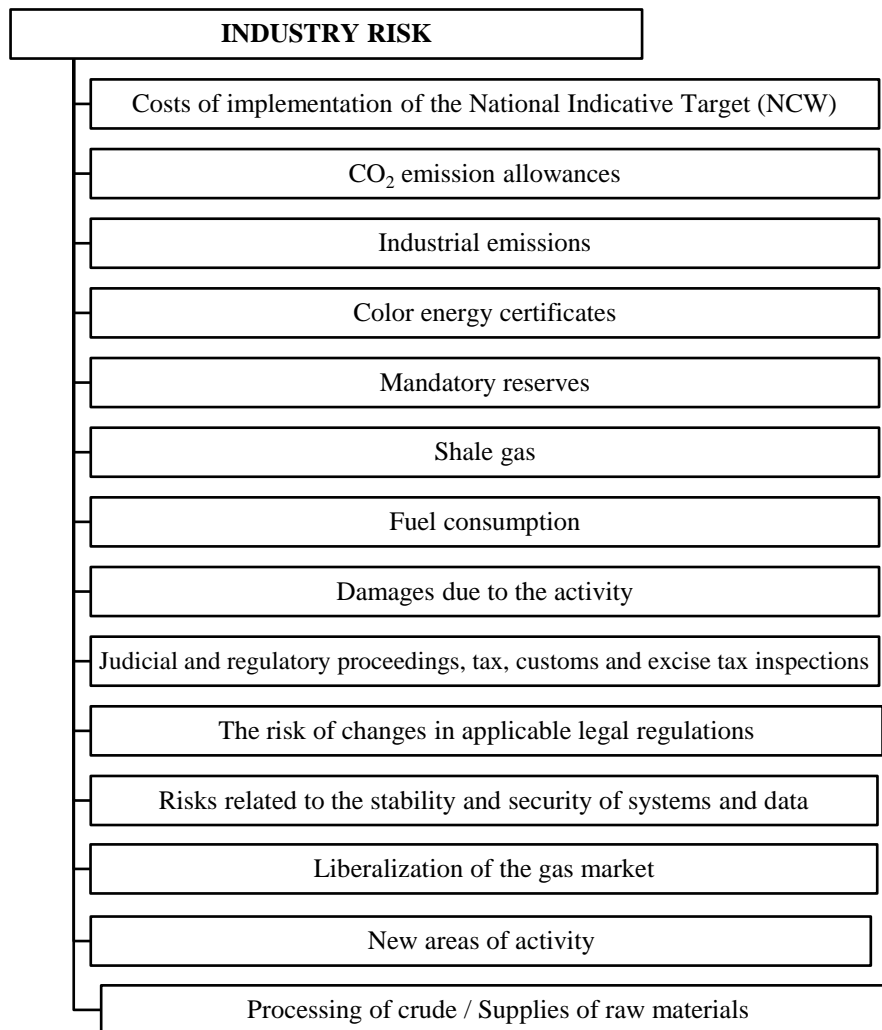 INDUSTRY RISK
Costs of implementation of the National Indicative Target (NCW)
CO₂ emission allowances
Industrial emissions
Color energy certificates
Mandatory reserves
Shale gas
Fuel consumption
Damages due to the activity
Judicial and regulatory proceedings, tax, customs and excise tax inspections
The risk of changes in applicable legal regulations
Risks related to the stability and security of systems and data
Liberalization of the gas market
New areas of activity
Processing of crude / Supplies of raw materials